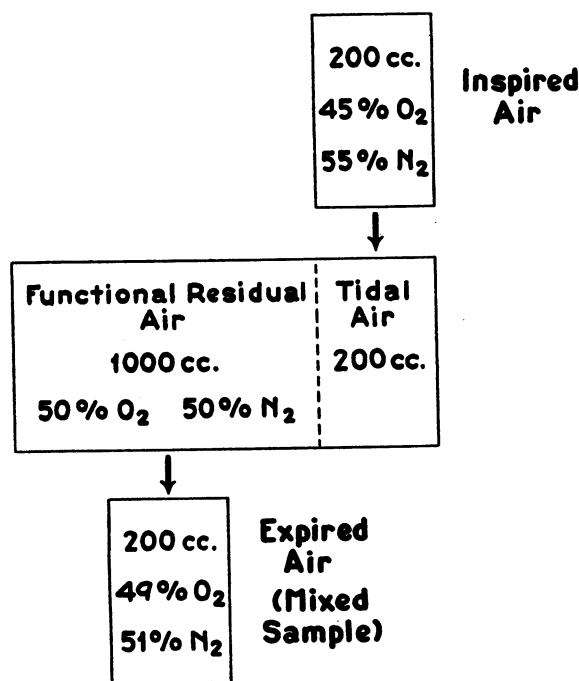 200 cc.
45% O₂
55% N₂
Inspired
Air
Functional Residual
Air
1000 cc.
50% O₂ 50% N₂
Tidal
Air
200 cc.
200 cc.
49% O₂
51% N₂
Expired
Air
(Mixed
Sample)